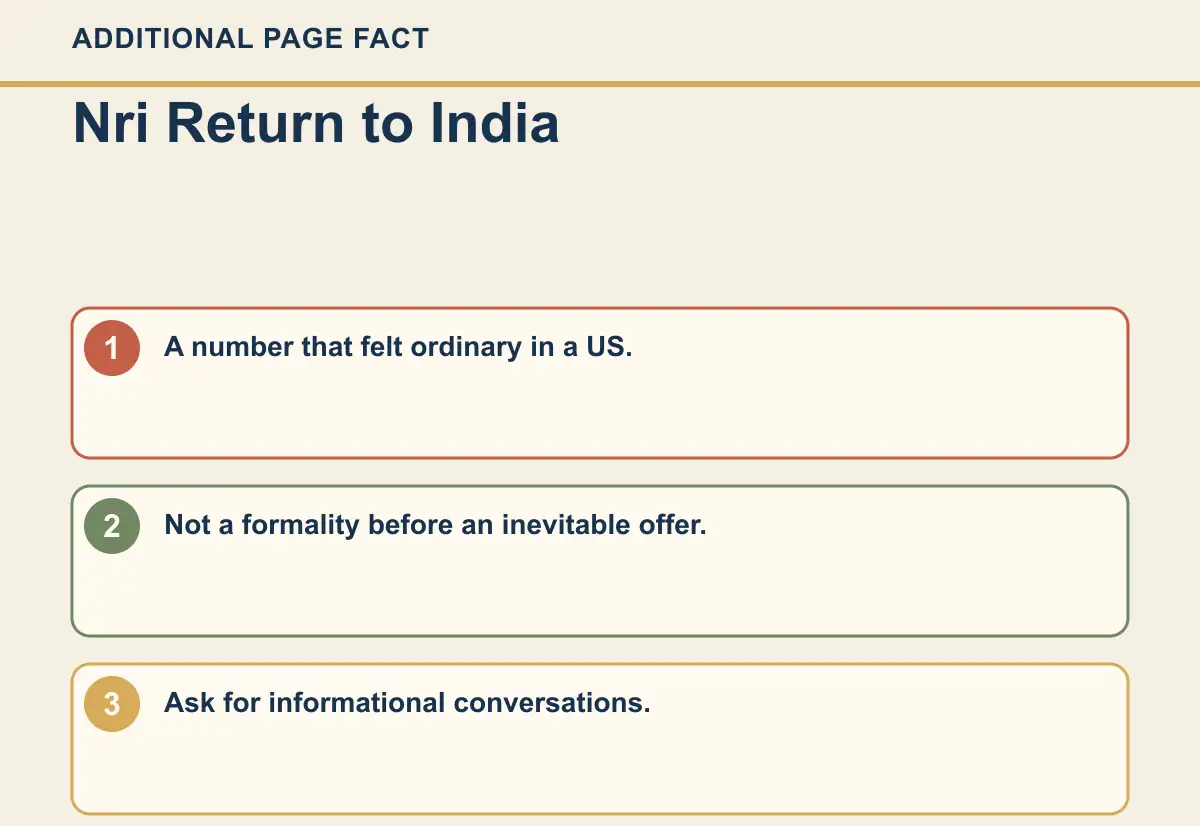 ADDITIONAL PAGE FACT
Nri Return to India
1
A number that felt ordinary in a US.
2
Not a formality before an inevitable offer.
3
Ask for informational conversations.